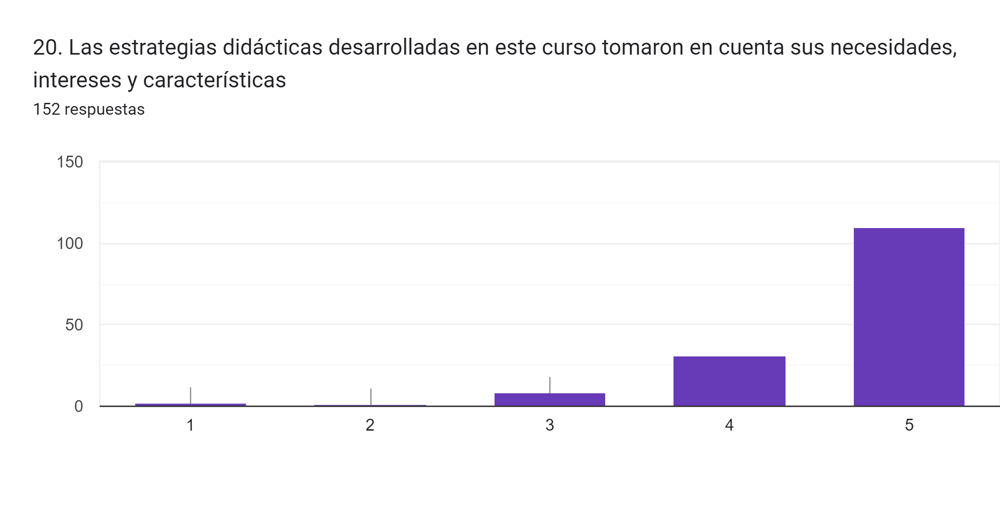 20. Las estrategias didácticas desarrolladas en este curso tomaron en cuenta sus necesidades,
intereses y características
152 respuestas
150
100
50
0
1 2 3 4 5